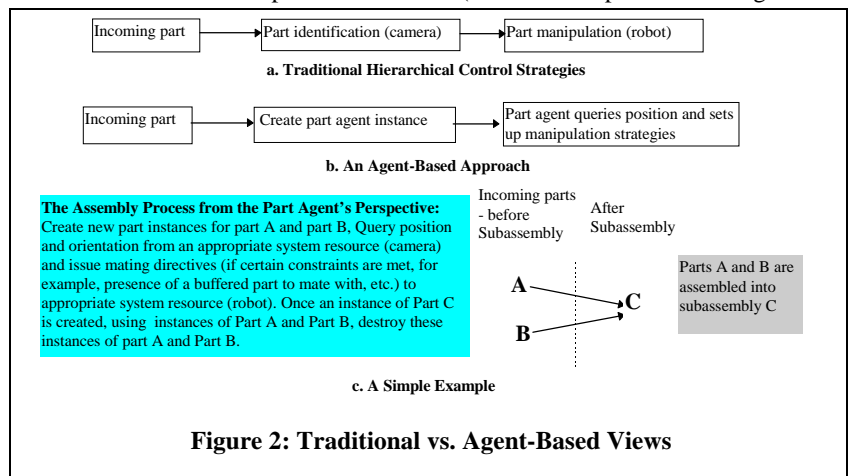 Incoming part
Part identification (camera)
Part manipulation (robot)
a. Traditional Hierarchical Control Strategies
Incoming part
Create part agent instance
Part agent queries position and sets
up manipulation strategies
b. An Agent-Based Approach
The Assembly Process from the Part Agent's Perspective:
Create new part instances for part A and part B, Query position
and orientation from an appropriate system resource (camera)
and issue mating directives (if certain constraints are met, for
example, presence of a buffered part to mate with, etc.) to
appropriate system resource (robot). Once an instance of Part C
is created, using instances of Part A and Part B, destroy these
instances of part A and Part B.
Incoming parts
- before
Subassembly
After
Subassembly
A
B
C
Parts A and B are
assembled into
subassembly C
c. A Simple Example
Figure 2: Traditional vs. Agent-Based Views